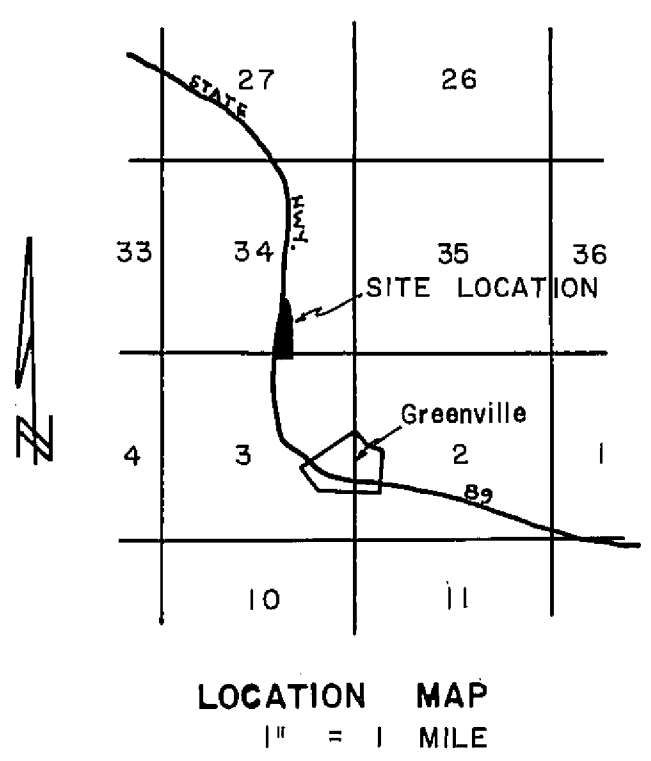 27 26
STATE
HWY.
33 34 35 36
SITE LOCATION
Greenville
4 3 2 1
89
10 11
N
LOCATION MAP
1" = 1 MILE